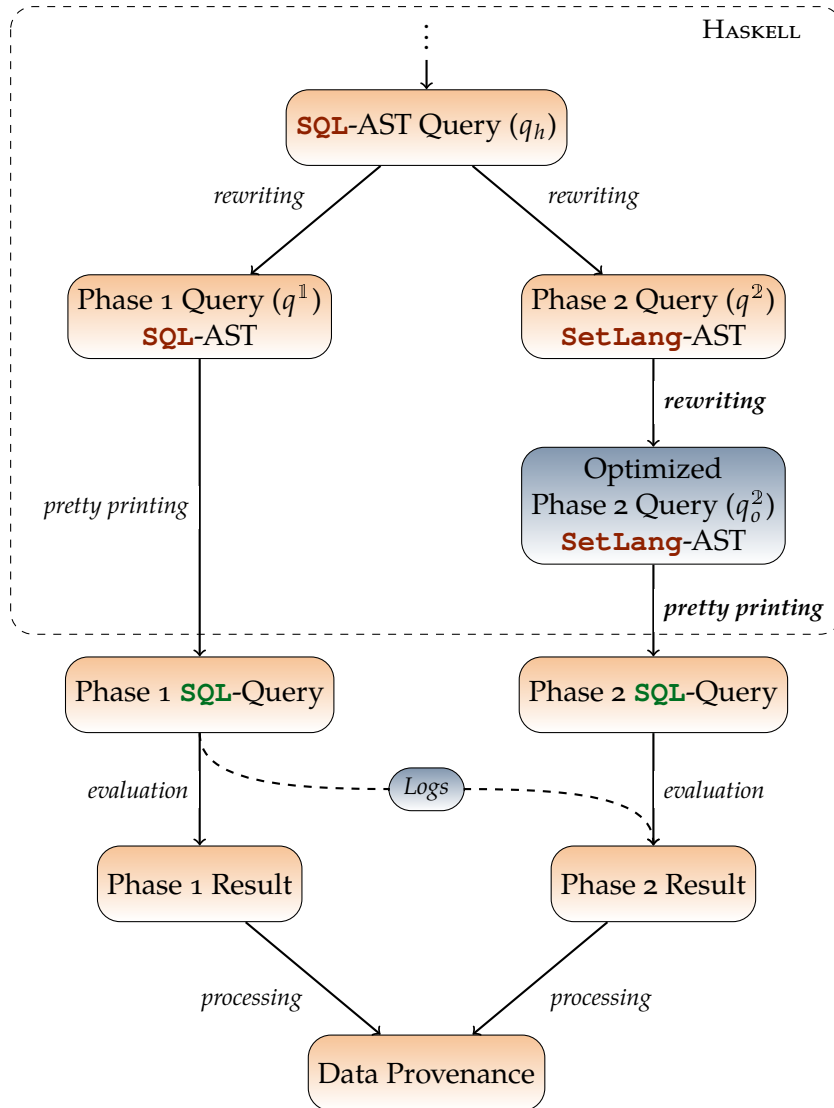 HASKELL
⋮
SQL-AST Query (q_h)
rewriting
rewriting
Phase 1 Query (q^𝟙)
SQL-AST
Phase 2 Query (q^𝟚)
SetLang-AST
rewriting
Optimized
Phase 2 Query (q_o^𝟚)
SetLang-AST
pretty printing
pretty printing
Phase 1 SQL-Query
Phase 2 SQL-Query
evaluation
Logs
evaluation
Phase 1 Result
Phase 2 Result
processing
processing
Data Provenance